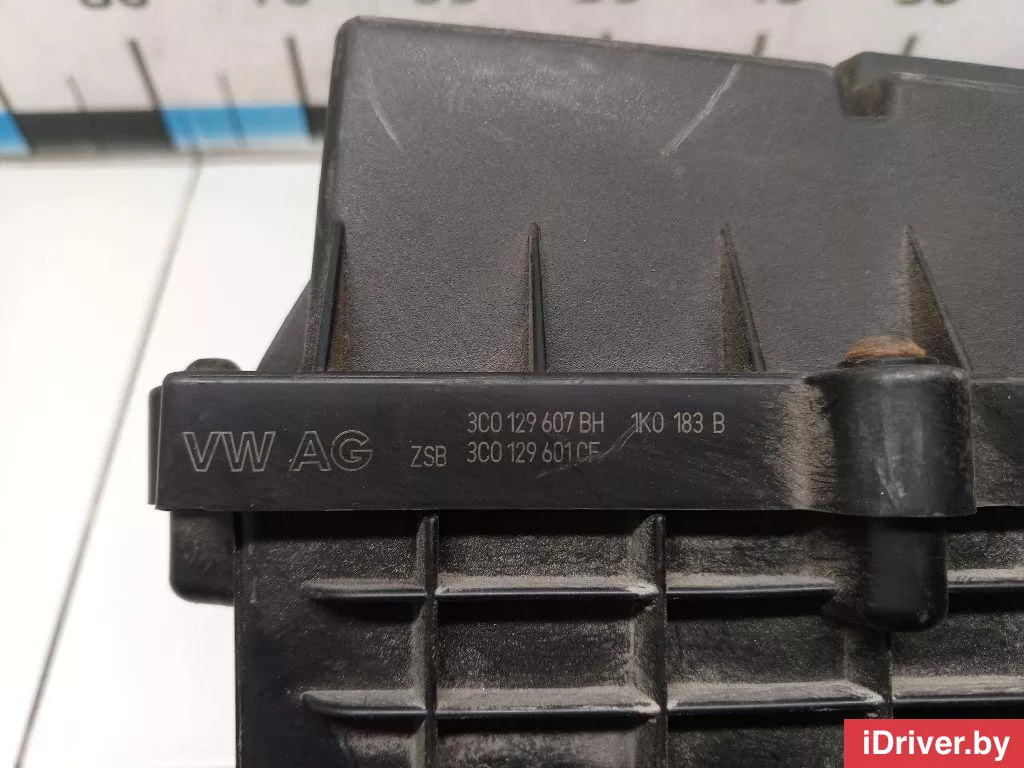 VW AG
3C0 129 607 BH 1K0 183 B
ZSB 3C0 129 601 CF
iDriver.by